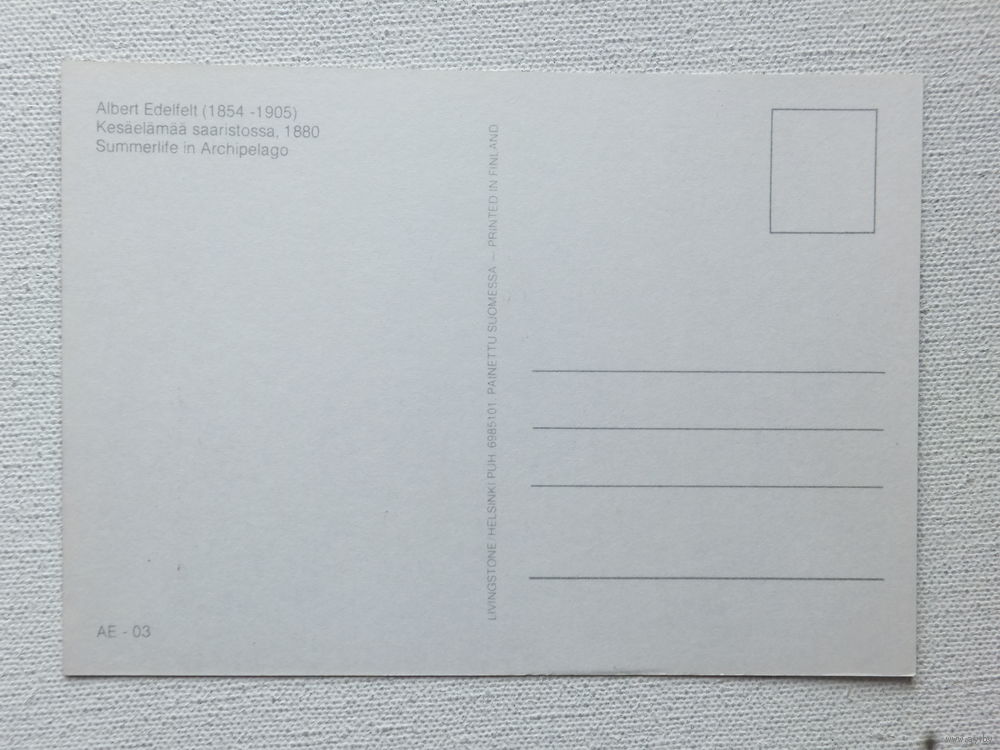 Albert Edelfelt (1854 -1905)
Kesäelämää saaristossa, 1880
Summerlife in Archipelago
LIVINGSTONE / HELSINKI PUH. 6985101 PAINETTU SUOMESSA – PRINTED IN FINLAND
AE - 03